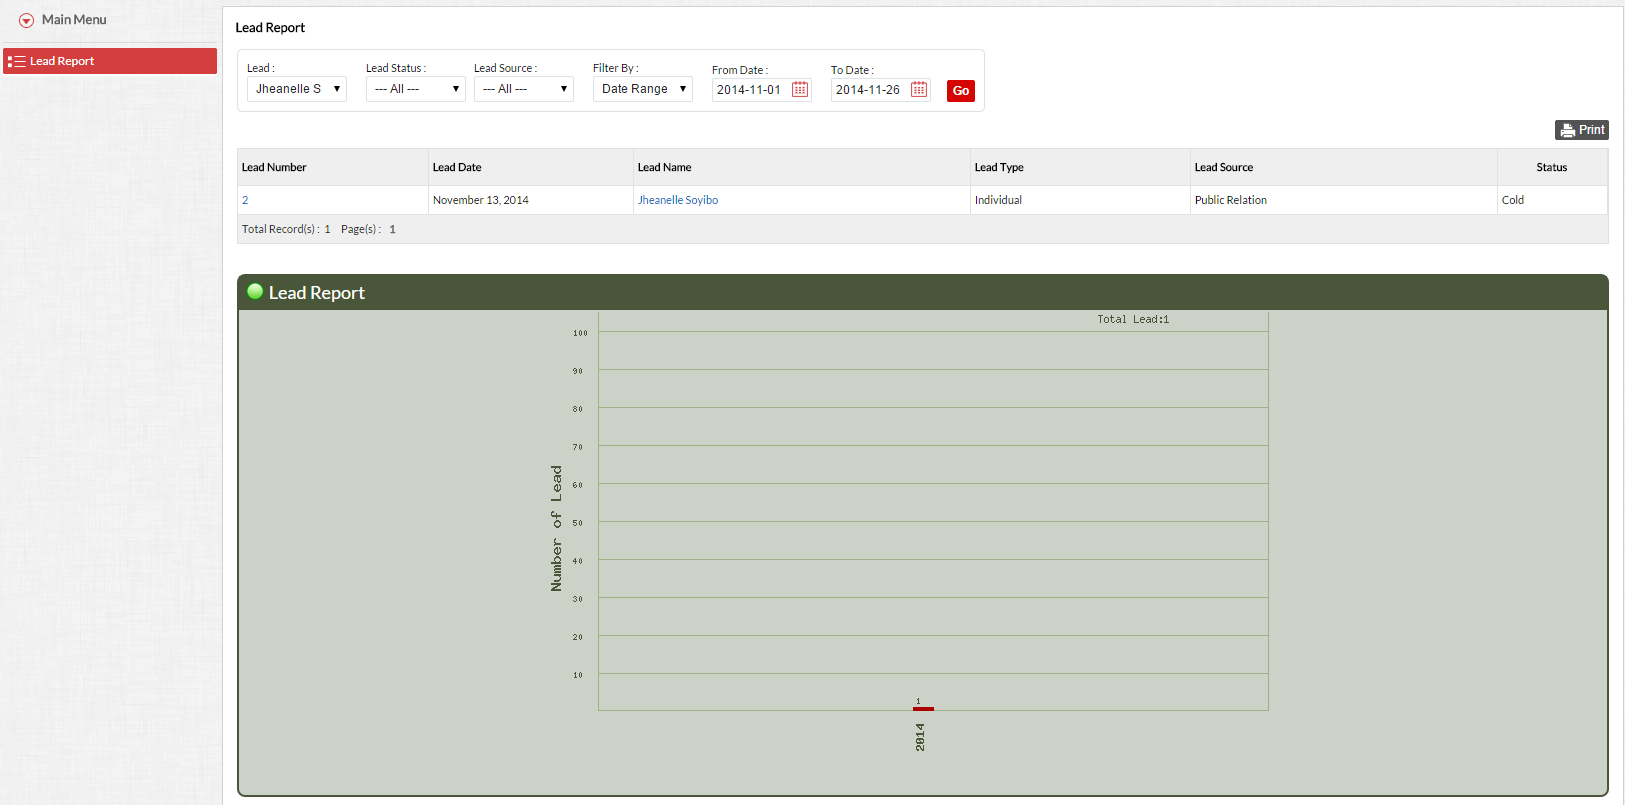 Main Menu
Lead Report
Lead Report
Lead : Lead Status : Lead Source : Filter By : From Date : To Date :
Jheanelle S --- All --- --- All --- Date Range 2014-11-01 2014-11-26 Go
Print
Lead Number Lead Date Lead Name Lead Type Lead Source Status
2 November 13, 2014 Jheanelle Soyibo Individual Public Relation Cold
Total Record(s) : 1 Page(s) : 1
Lead Report
Total Lead:1
100
90
80
70
60
50
40
30
20
10
Number of Lead
1
2014